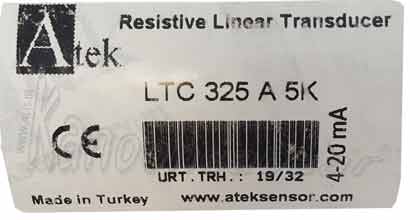 Atek
Resistive Linear Transducer
LTC 325 A 5K
CE
4-20 mA
URT.TRH.: 19/32
Made in Turkey
www.ateksensor.com